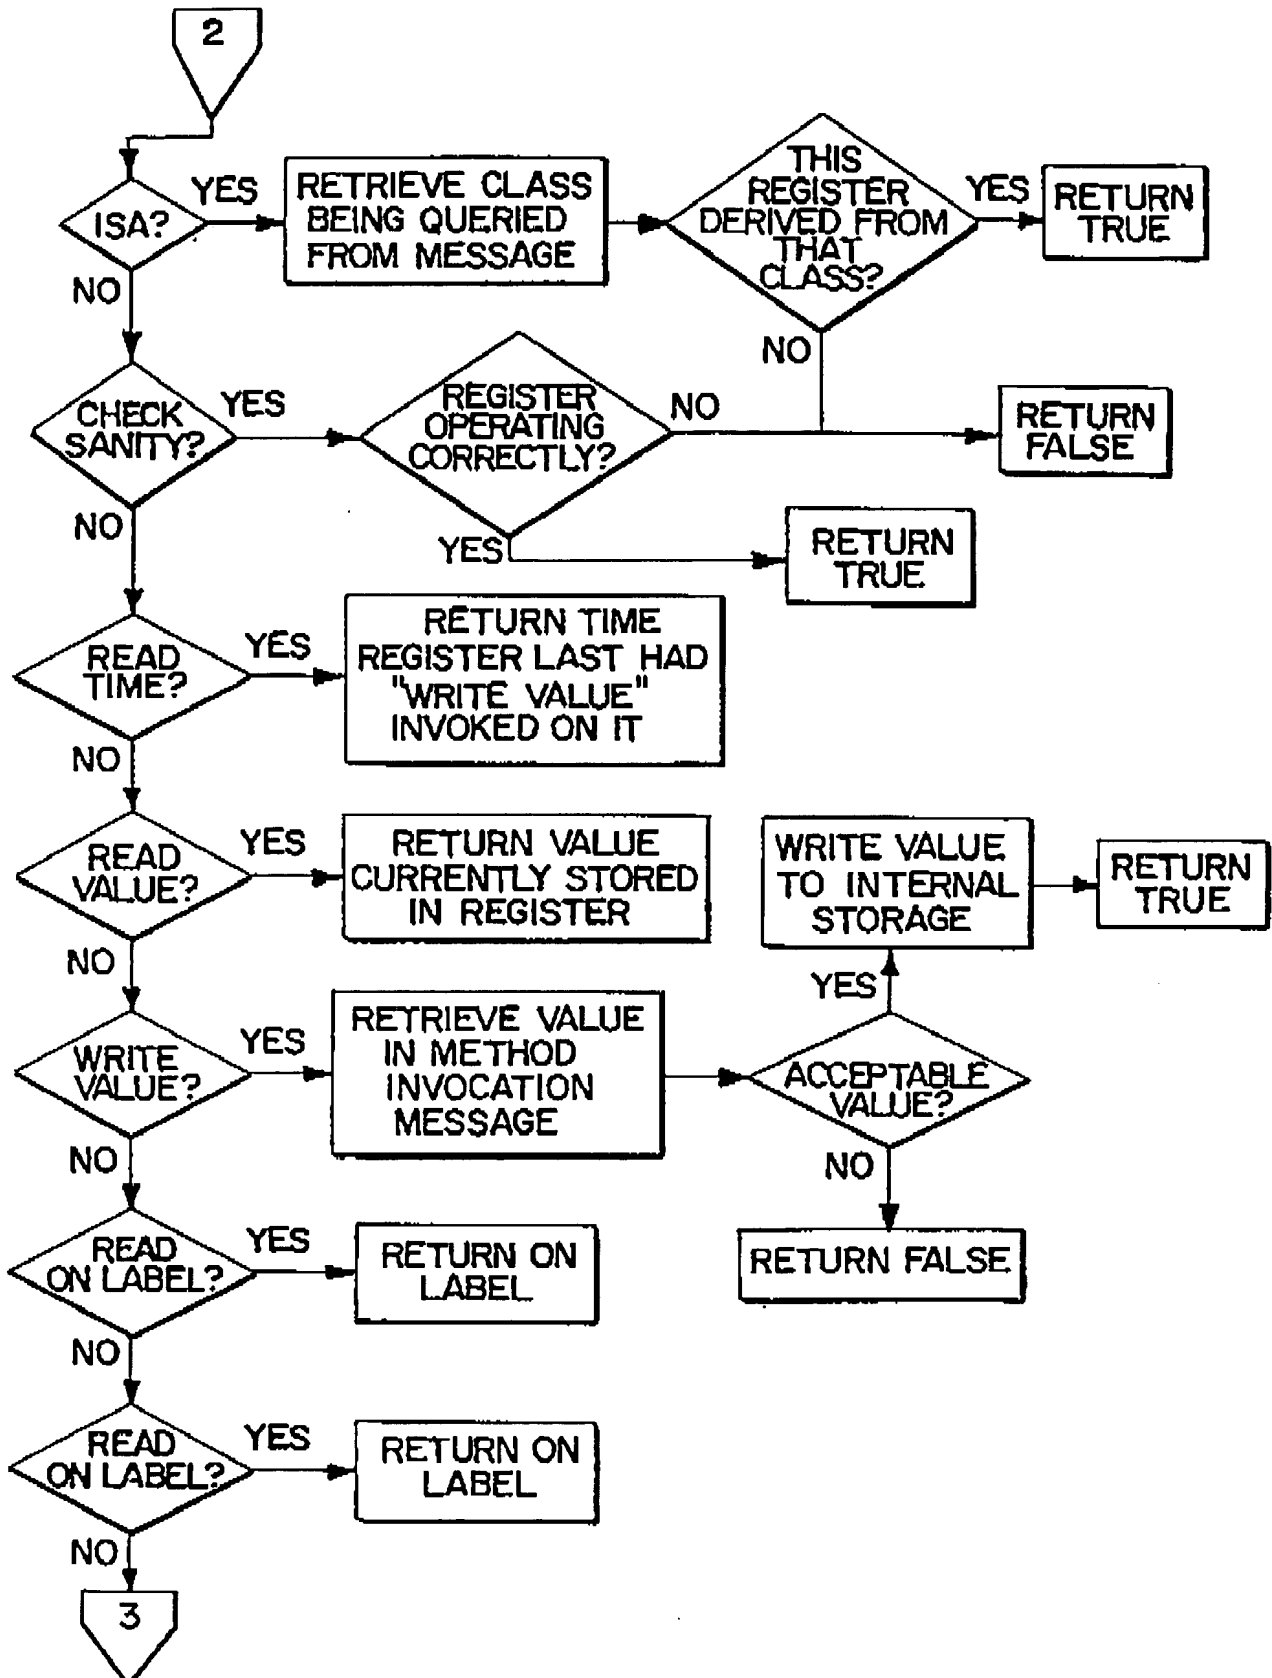 2
ISA?
YES
RETRIEVE CLASS
BEING QUERIED
FROM MESSAGE
THIS
REGISTER
DERIVED FROM
THAT
CLASS?
YES
RETURN
TRUE
NO
NO
CHECK
SANITY?
YES
REGISTER
OPERATING
CORRECTLY?
NO
RETURN
FALSE
NO
YES
RETURN
TRUE
READ
TIME?
YES
RETURN TIME
REGISTER LAST HAD
"WRITE VALUE"
INVOKED ON IT
NO
READ
VALUE?
YES
RETURN VALUE
CURRENTLY STORED
IN REGISTER
WRITE VALUE
TO INTERNAL
STORAGE
RETURN
TRUE
NO
YES
WRITE
VALUE?
YES
RETRIEVE VALUE
IN METHOD
INVOCATION
MESSAGE
ACCEPTABLE
VALUE?
NO
NO
RETURN FALSE
READ
ON LABEL?
YES
RETURN ON
LABEL
NO
READ
ON LABEL?
YES
RETURN ON
LABEL
NO
3